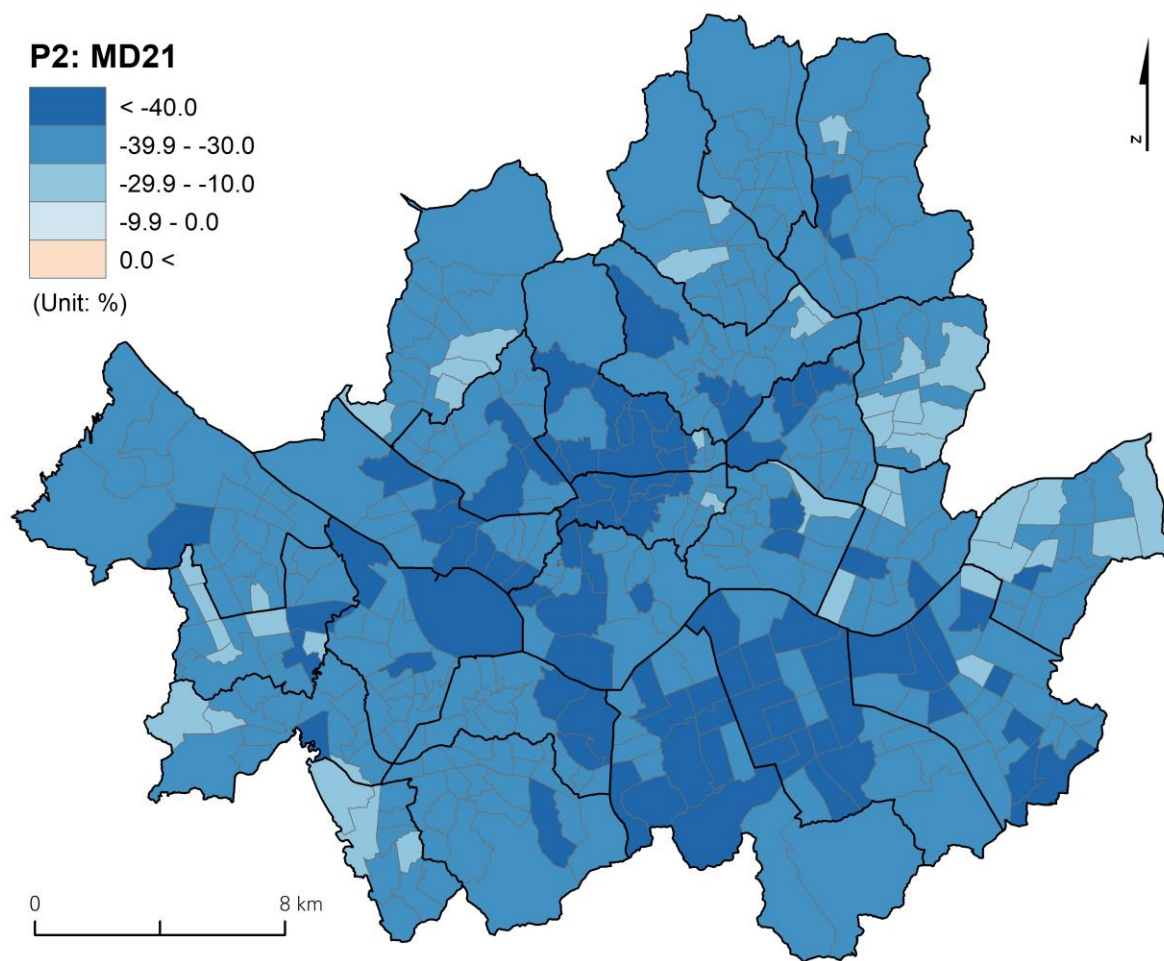 P2: MD21
< -40.0
-39.9 - -30.0
-29.9 - -10.0
-9.9 - 0.0
0.0 <
(Unit: %)
N
0 8 km